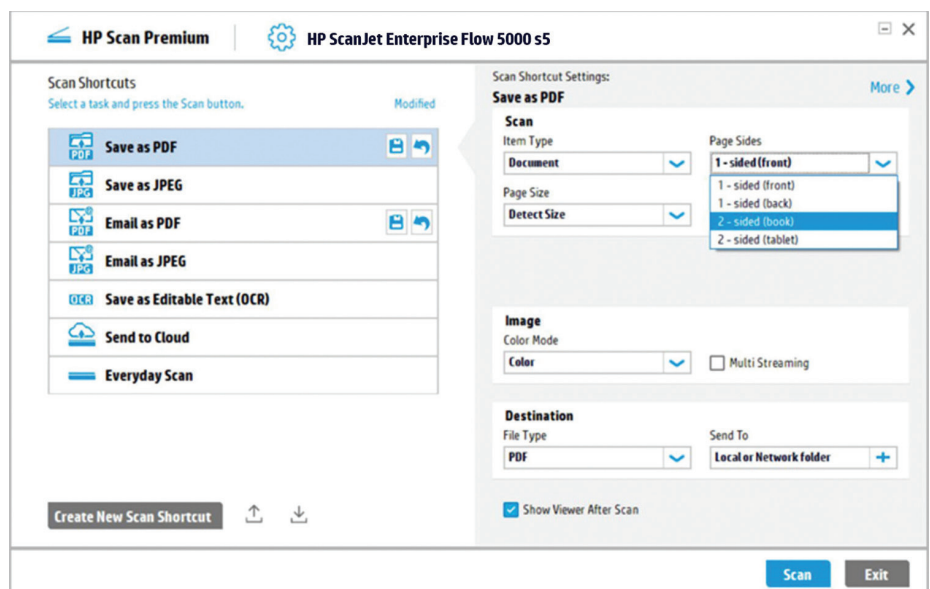 HP Scan Premium
HP ScanJet Enterprise Flow 5000 s5
Scan Shortcuts
Select a task and press the Scan button.
Modified
PDF Save as PDF
JPG Save as JPEG
PDF Email as PDF
JPG Email as JPEG
OCR Save as Editable Text (OCR)
Send to Cloud
Everyday Scan
Create New Scan Shortcut
Scan Shortcut Settings:
More
Save as PDF
Scan
Item Type
Document
Page Sides
1 - sided (front)
1 - sided (front)
1 - sided (back)
2 - sided (book)
2 - sided (tablet)
Page Size
Detect Size
Image
Color Mode
Color
Multi Streaming
Destination
File Type
PDF
Send To
Local or Network folder
Show Viewer After Scan
Scan
Exit